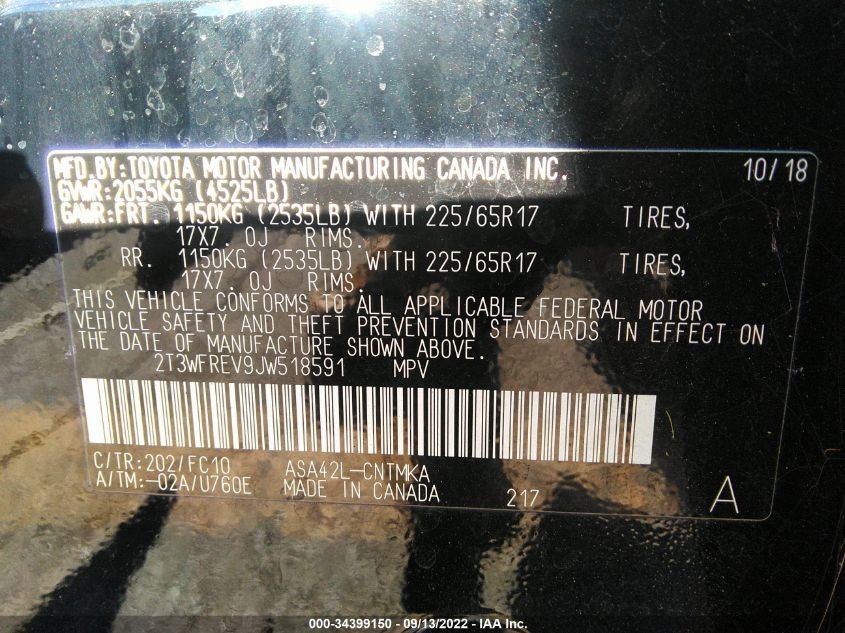 MFD.BY:TOYOTA MOTOR MANUFACTURING CANADA INC. 10/18
GVWR:2055KG (4525LB)
GAWR:FRT. 1150KG (2535LB) WITH 225/65R17 TIRES,
17X7.0J RIMS.
RR. 1150KG (2535LB) WITH 225/65R17 TIRES,
17X7.0J RIMS
THIS VEHICLE CONFORMS TO ALL APPLICABLE FEDERAL MOTOR
VEHICLE SAFETY AND THEFT PREVENTION STANDARDS IN EFFECT ON
THE DATE OF MANUFACTURE SHOWN ABOVE.
2T3WFREV9JW518591 MPV
C/TR:202/FC10 ASA42L-CNTMKA
A/TM:-02A/U760E MADE IN CANADA 217 A
000-34399150 - 09/13/2022 - IAA Inc.